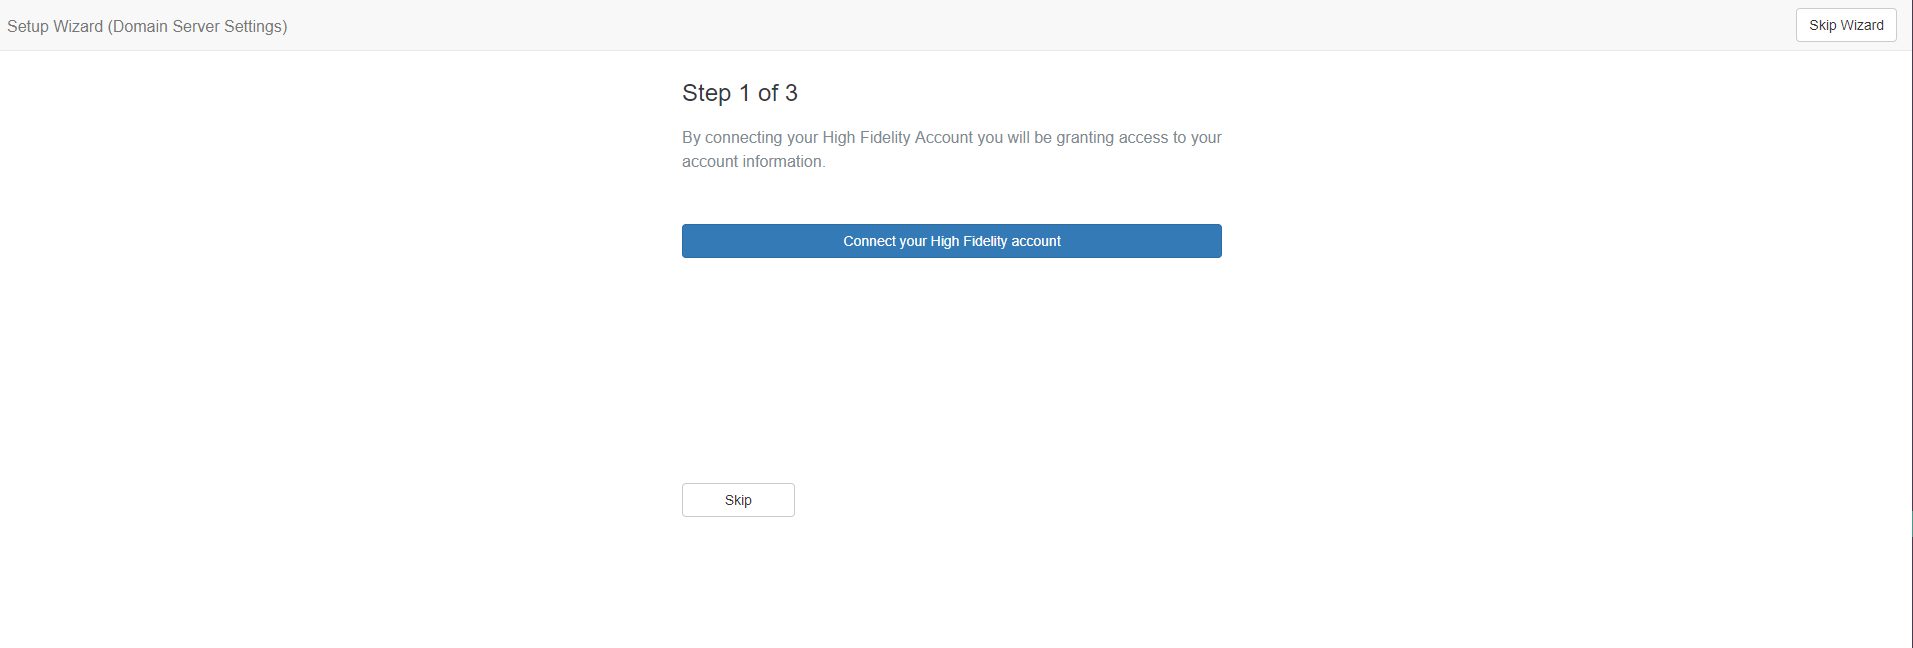 Setup Wizard (Domain Server Settings)
Skip Wizard
Step 1 of 3
By connecting your High Fidelity Account you will be granting access to your
account information.
Connect your High Fidelity account
Skip